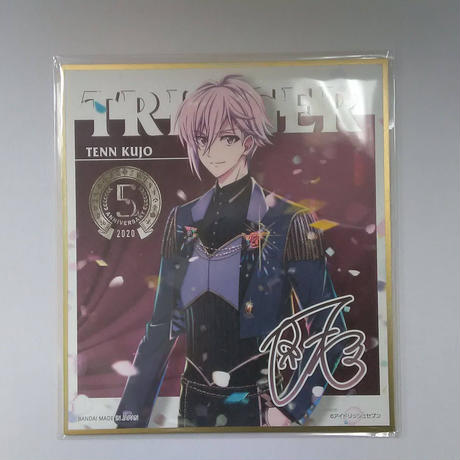 TRIGGER
TENN KUJO
5
ANNIVERSARY
2020
BANDAI MADE IN JAPAN
©アイドリッシュセブン